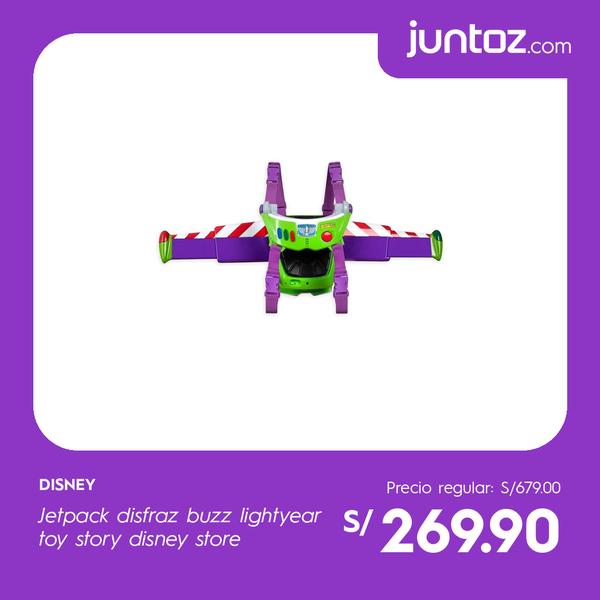 juntoz.com
DISNEY
Jetpack disfraz buzz lightyear
toy story disney store
Precio regular: S/679.00
S/ 269.90